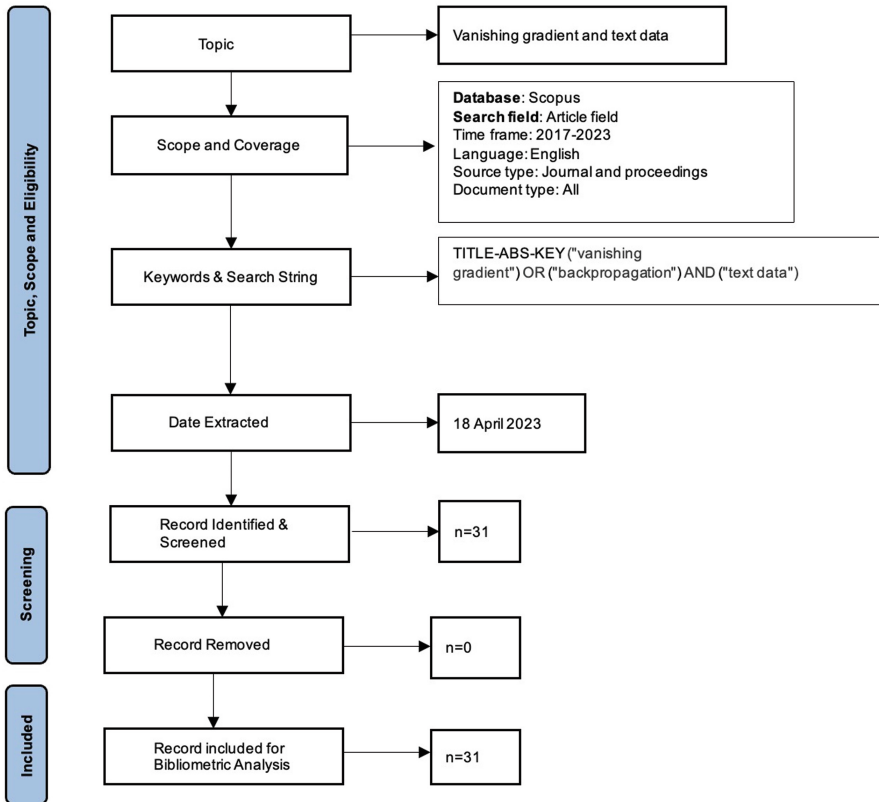 Topic, Scope and Eligibility
Topic
Vanishing gradient and text data
Scope and Coverage
Database: Scopus
Search field: Article field
Time frame: 2017-2023
Language: English
Source type: Journal and proceedings
Document type: All
Keywords & Search String
TITLE-ABS-KEY ("vanishing
gradient") OR ("backpropagation") AND ("text data")
Date Extracted
18 April 2023
Screening
Record Identified &
Screened
n=31
Record Removed
n=0
Included
Record included for
Bibliometric Analysis
n=31